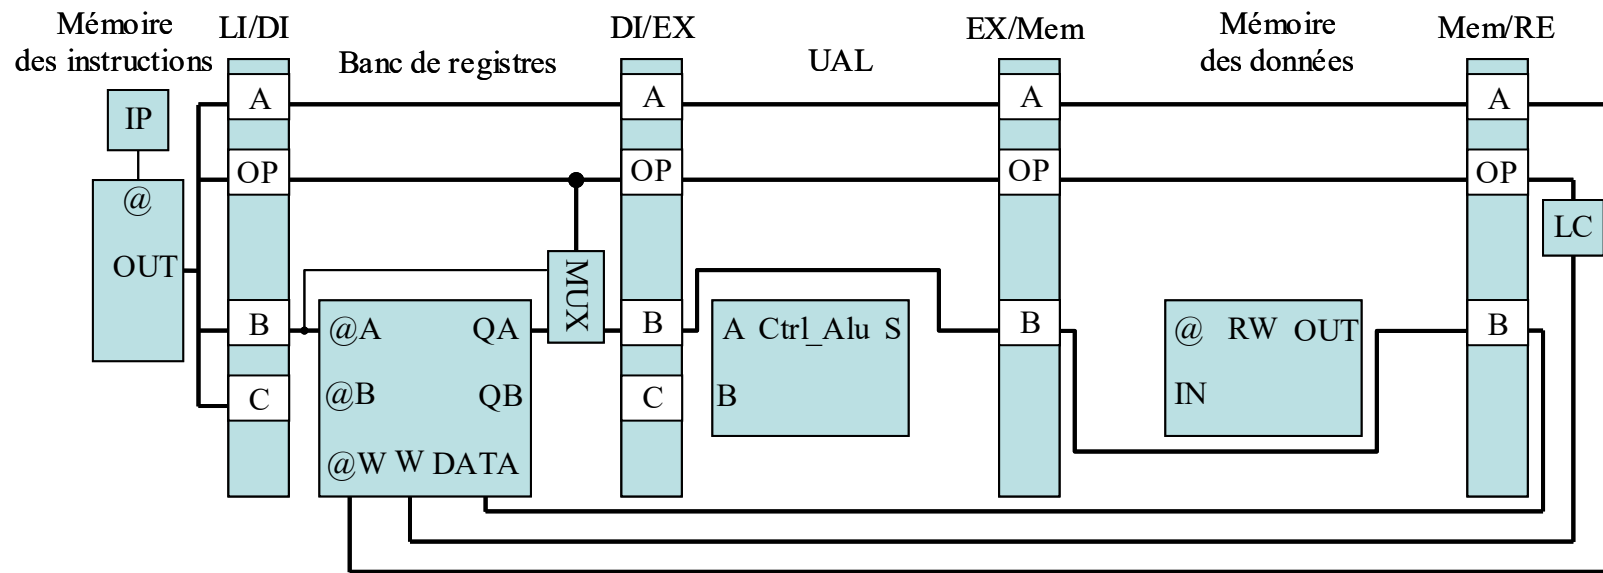 Mémoire
des instructions
LI/DI
Banc de registres
DI/EX
UAL
EX/Mem
Mémoire
des données
Mem/RE
IP
@
OUT
A
OP
B
C
@A
QA
@B
QB
@W W DATA
MUX
A
OP
B
C
A Ctrl_Alu S
B
A
OP
B
@ RW OUT
IN
A
OP
B
LC